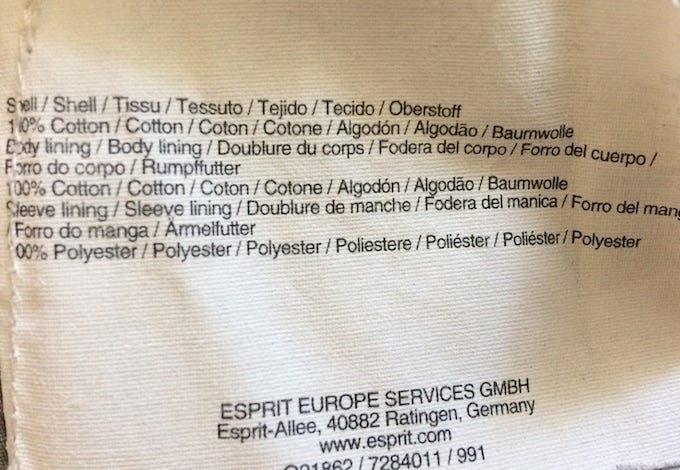 Shell / Shell / Tissu / Tessuto / Tejido / Tecido / Oberstoff
100% Cotton / Cotton / Coton / Cotone / Algodón / Algodão / Baumwolle
Body lining / Body lining / Doublure du corps / Fodera del corpo / Forro del cuerpo /
Forro do corpo / Rumpffutter
100% Cotton / Cotton / Coton / Cotone / Algodón / Algodão / Baumwolle
Sleeve lining / Sleeve lining / Doublure de manche / Fodera del manica / Forro del mang
/ Forro do manga / Ärmelfutter
100% Polyester / Polyester / Polyester / Poliestere / Poliéster / Poliéster / Polyester
ESPRIT EUROPE SERVICES GMBH
Esprit-Allee, 40882 Ratingen, Germany
www.esprit.com
/ 7284011 / 991